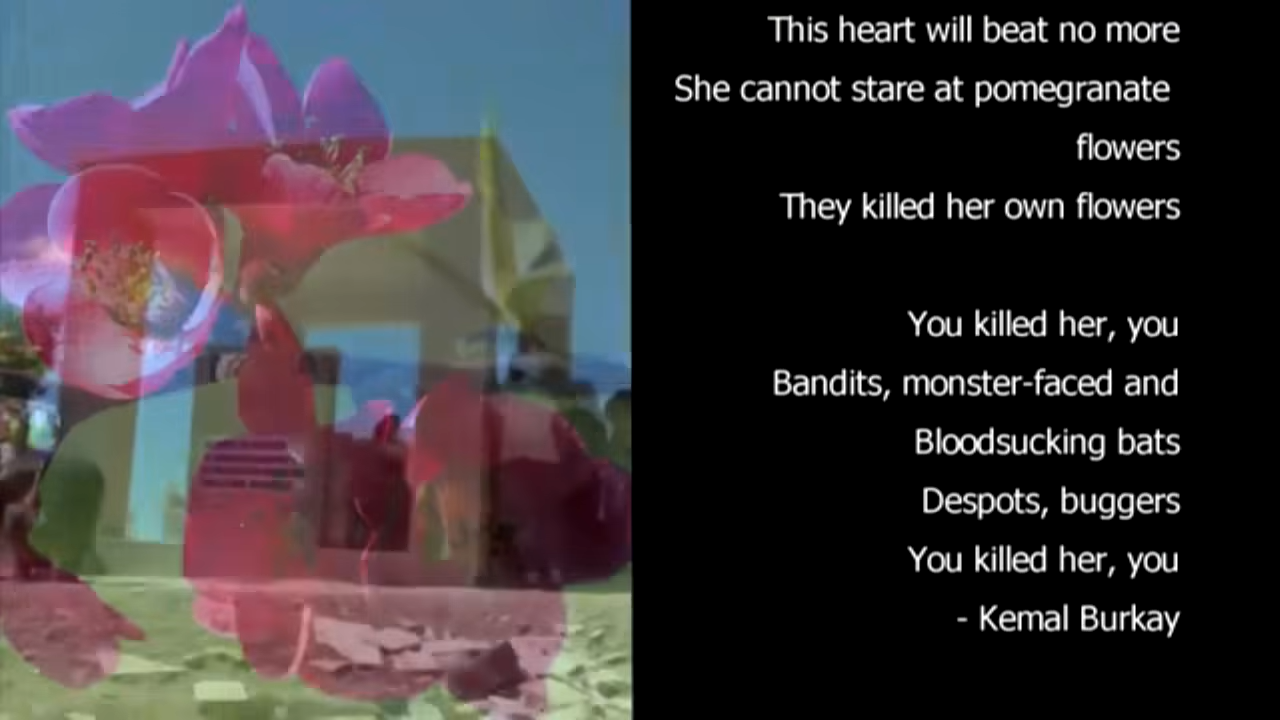 This heart will beat no more
She cannot stare at pomegranate
flowers
They killed her own flowers
You killed her, you
Bandits, monster-faced and
Bloodsucking bats
Despots, buggers
You killed her, you
- Kemal Burkay